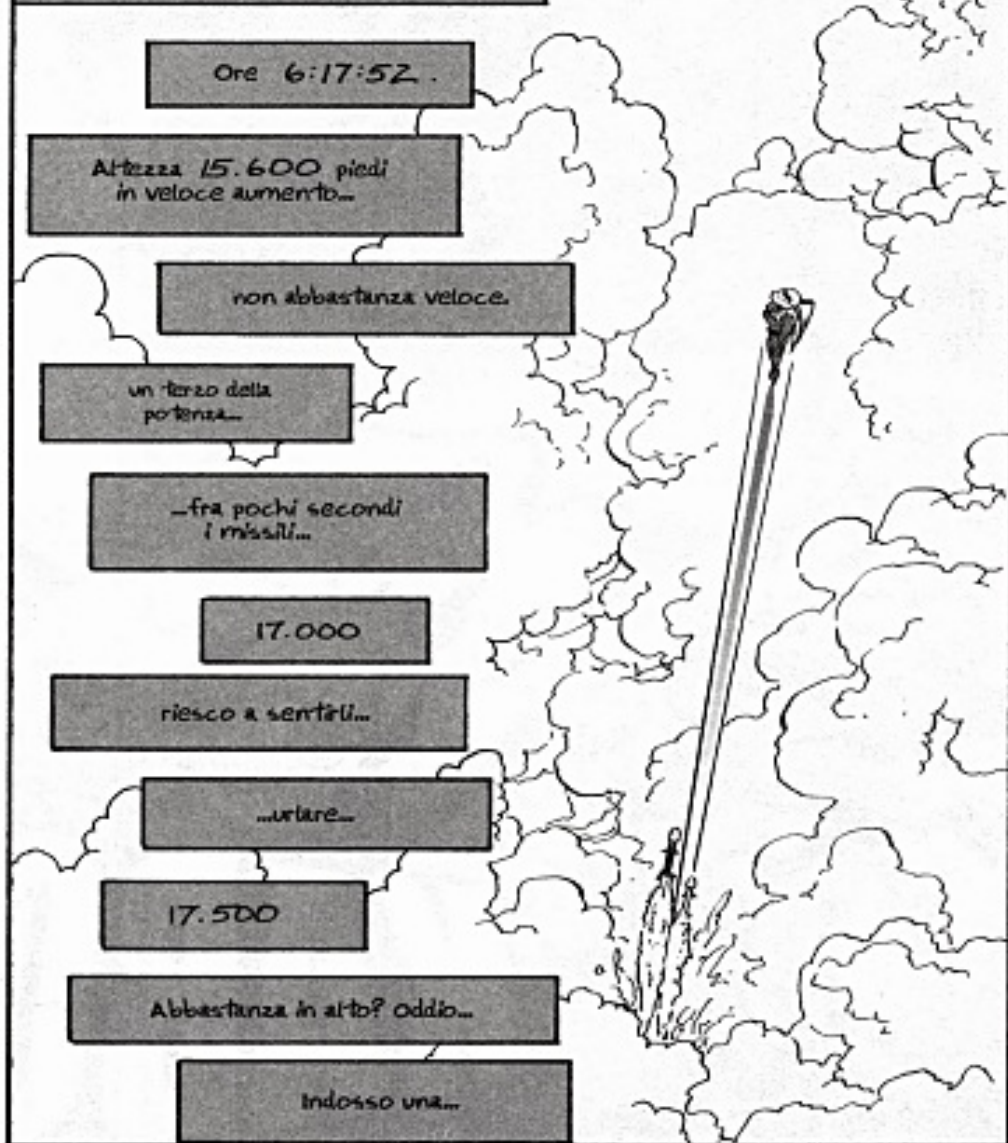 Ore 6:17:52.
Altezza 15.600 piedi
in veloce aumento...
non abbastanza veloce.
un terzo della
potenza...
...fra pochi secondi
i missili...
17.000
riesco a sentirli...
...urlare...
17.500
Abbastanza in alto? Oddio...
Indosso una...